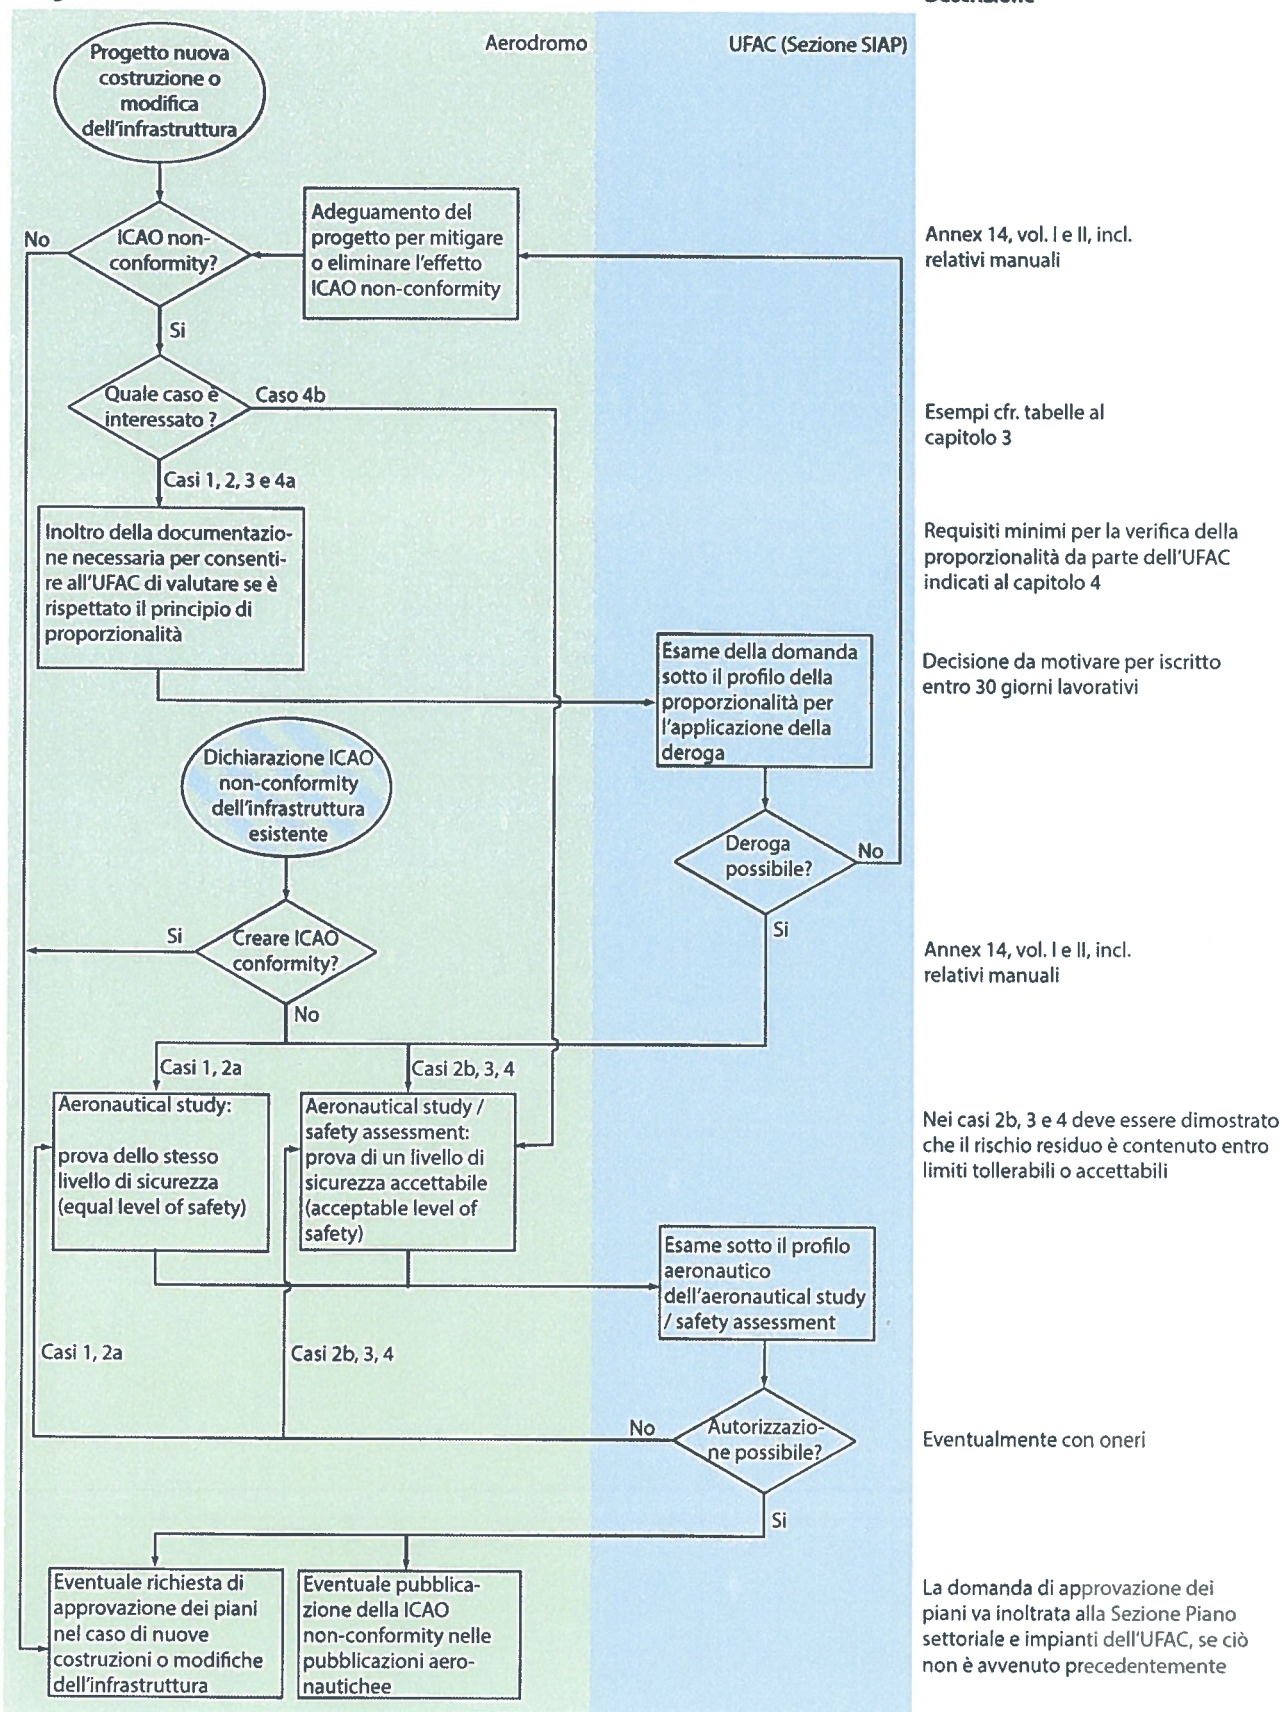 Aerodromo
UFAC (Sezione SIAP)
Progetto nuova
costruzione o
modifica
dell'infrastruttura
No
ICAO non-
conformity?
Adeguamento del
progetto per mitigare
o eliminare l'effetto
ICAO non-conformity
Annex 14, vol. I e II, incl.
relativi manuali
Si
Quale caso è
interessato ?
Caso 4b
Esempi cfr. tabelle al
capitolo 3
Casi 1, 2, 3 e 4a
Inoltro della documentazio-
ne necessaria per consenti-
re all'UFAC di valutare se è
rispettato il principio di
proporzionalità
Requisiti minimi per la verifica della
proporzionalità da parte dell'UFAC
indicati al capitolo 4
Esame della domanda
sotto il profilo della
proporzionalità per
l'applicazione della
deroga
Decisione da motivare per iscritto
entro 30 giorni lavorativi
Dichiarazione ICAO
non-conformity
dell'infrastruttura
esistente
Deroga
possibile?
No
Si
Si
Creare ICAO
conformity?
Annex 14, vol. I e II, incl.
relativi manuali
No
Casi 1, 2a
Casi 2b, 3, 4
Aeronautical study:
prova dello stesso
livello di sicurezza
(equal level of safety)
Aeronautical study /
safety assessment:
prova di un livello di
sicurezza accettabile
(acceptable level of
safety)
Nei casi 2b, 3 e 4 deve essere dimostrato
che il rischio residuo è contenuto entro
limiti tollerabili o accettabili
Esame sotto il profilo
aeronautico
dell'aeronautical study
/ safety assessment
Casi 1, 2a
Casi 2b, 3, 4
No
Autorizzazio-
ne possibile?
Eventualmente con oneri
Si
Eventuale richiesta di
approvazione dei piani
nel caso di nuove
costruzioni o modifiche
dell'infrastruttura
Eventuale pubblica-
zione della ICAO
non-conformity nelle
pubblicazioni aero-
nautichee
La domanda di approvazione dei
piani va inoltrata alla Sezione Piano
settoriale e impianti dell'UFAC, se ciò
non è avvenuto precedentemente